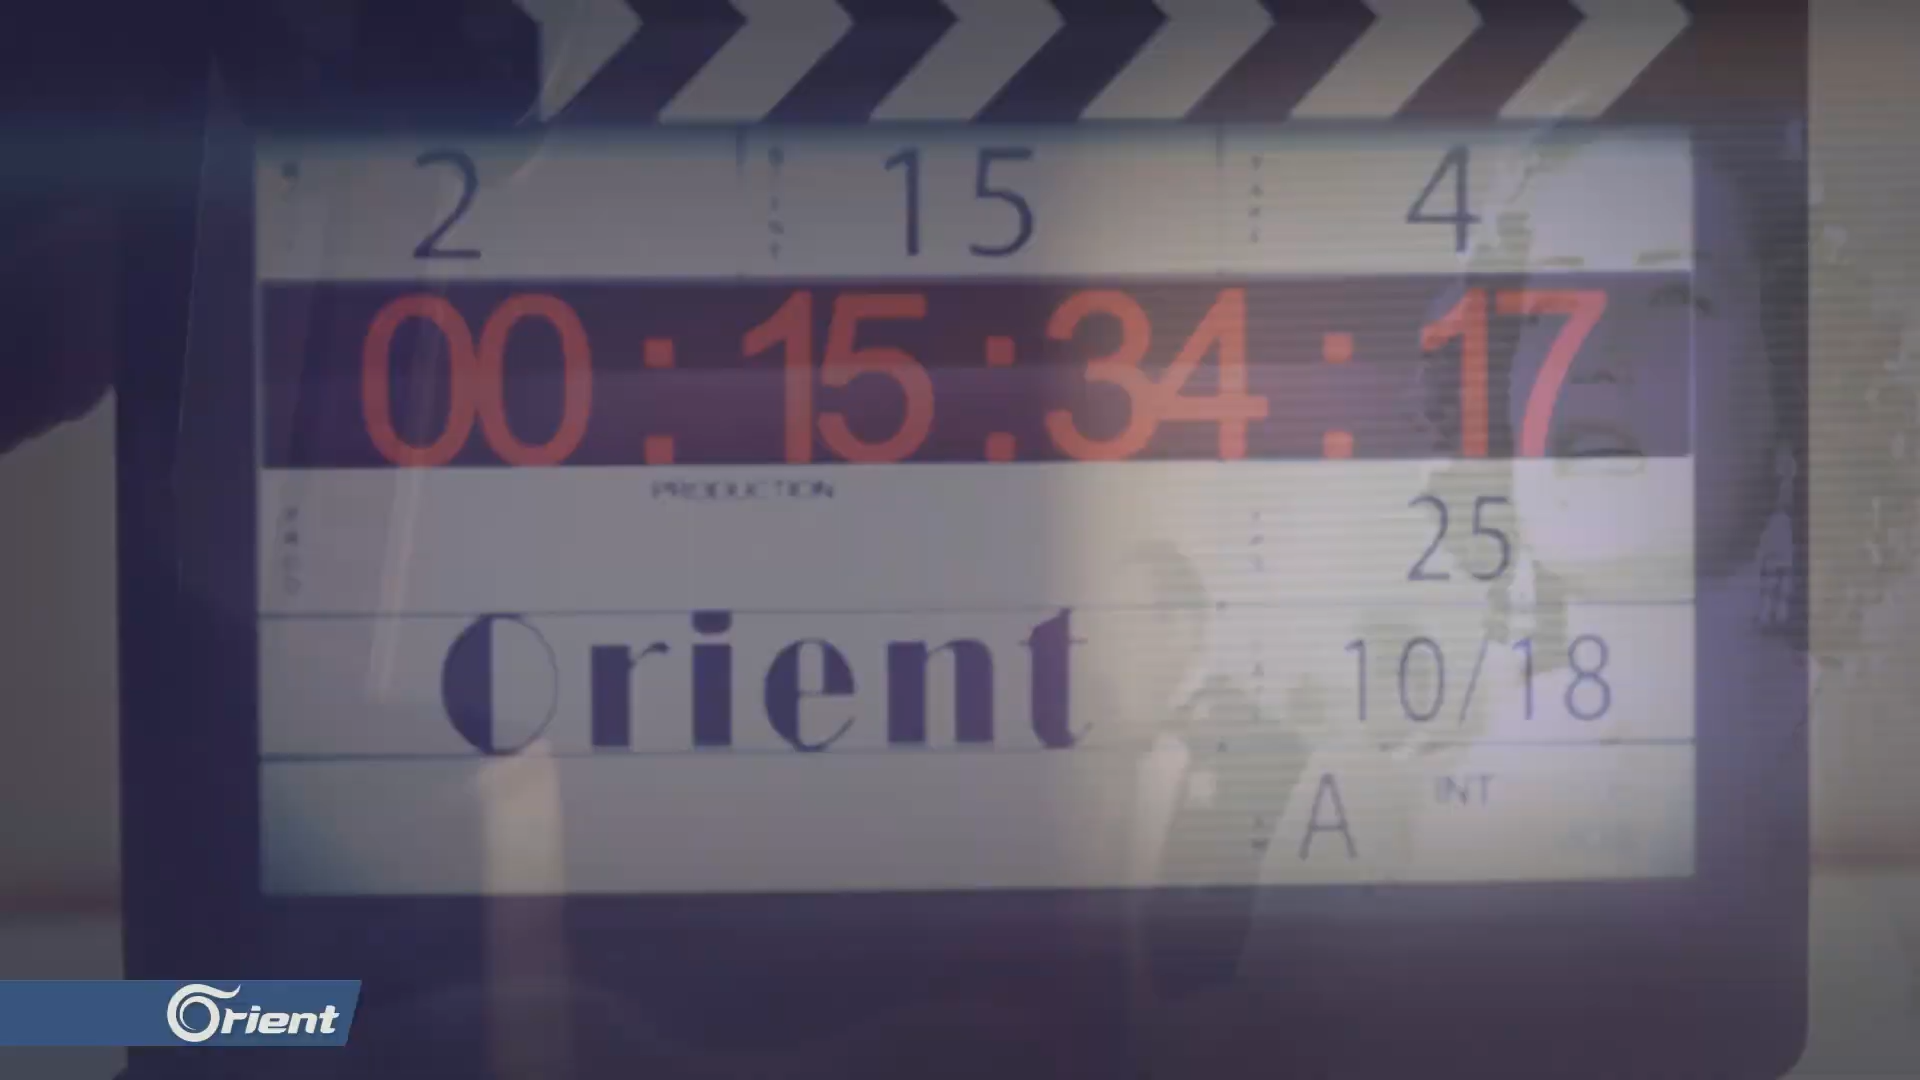 2 15 4
00:15:34:17
PRODUCTION
25
Orient 10/18
A INT
Orient